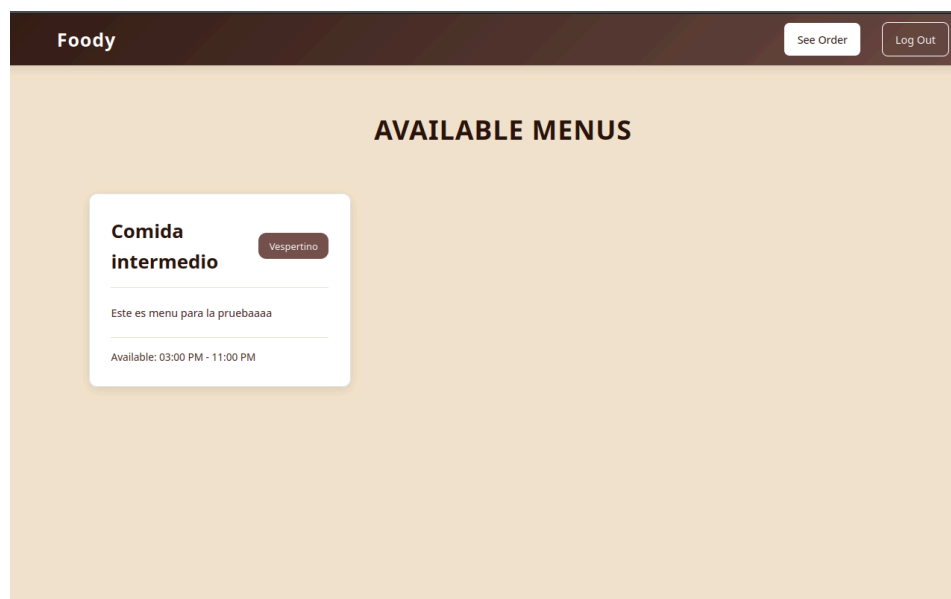 Foody
See Order
Log Out
AVAILABLE MENUS
Comida
intermedio
Vespertino
Este es menu para la pruebaaaa
Available: 03:00 PM - 11:00 PM